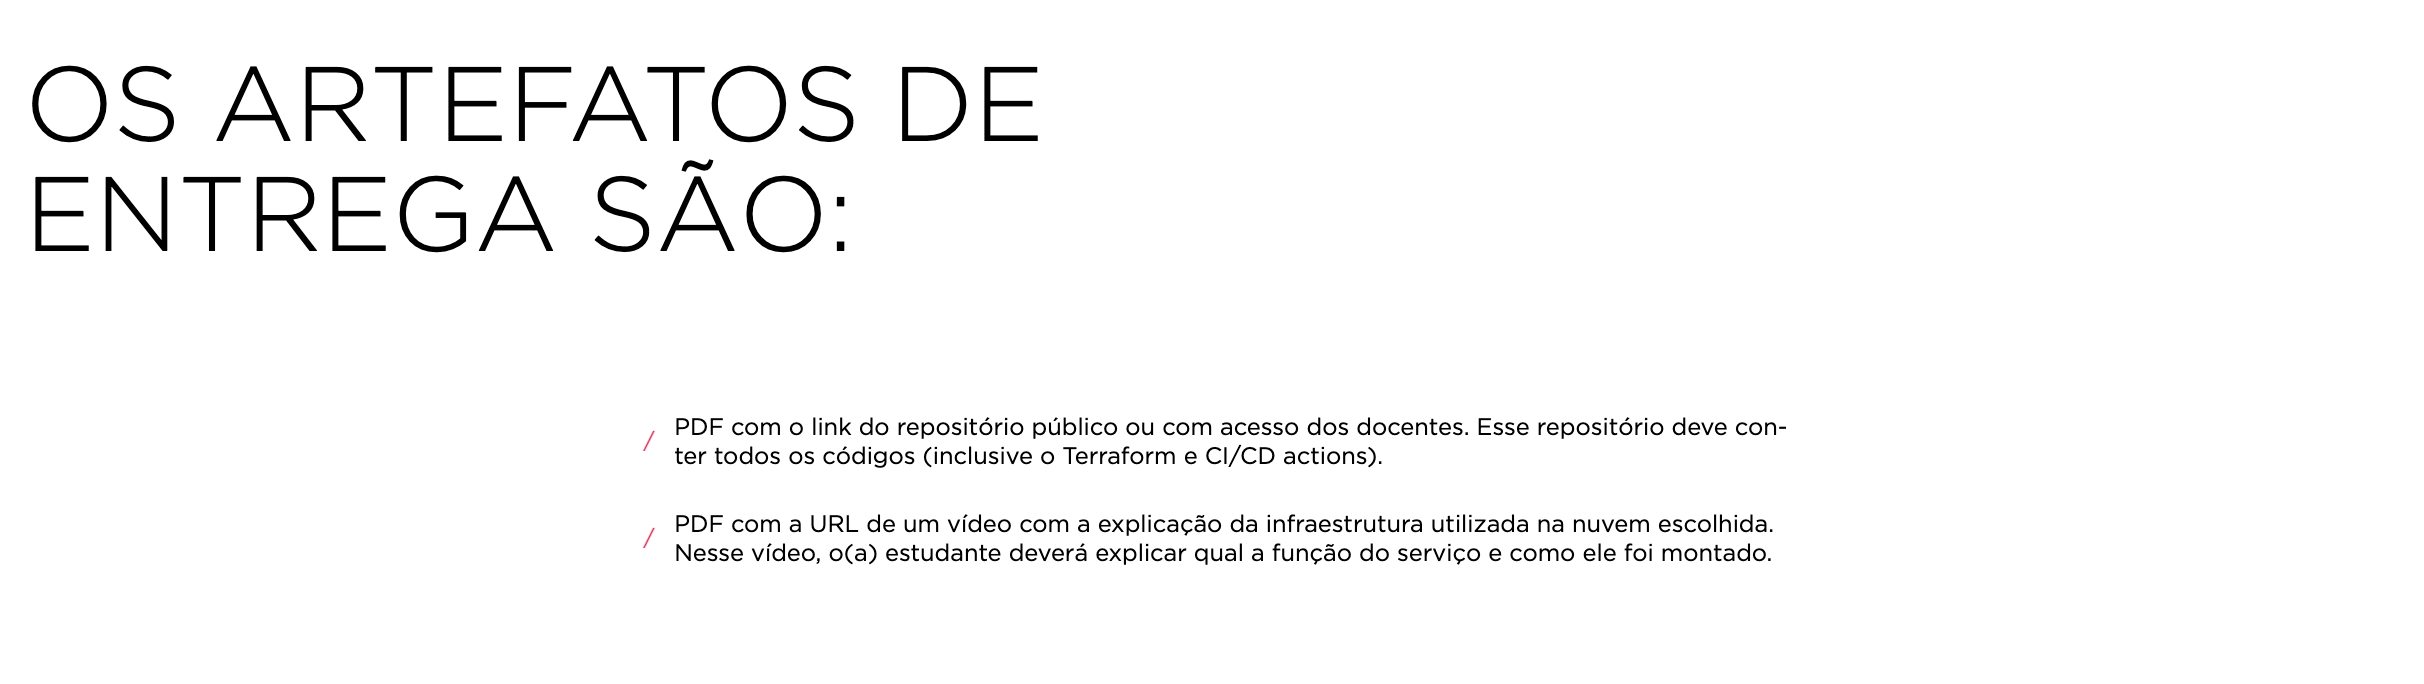 OS ARTEFATOS DE
ENTREGA SÃO:
/ PDF com o link do repositório público ou com acesso dos docentes. Esse repositório deve con-
ter todos os códigos (inclusive o Terraform e CI/CD actions).
/ PDF com a URL de um vídeo com a explicação da infraestrutura utilizada na nuvem escolhida.
Nesse vídeo, o(a) estudante deverá explicar qual a função do serviço e como ele foi montado.